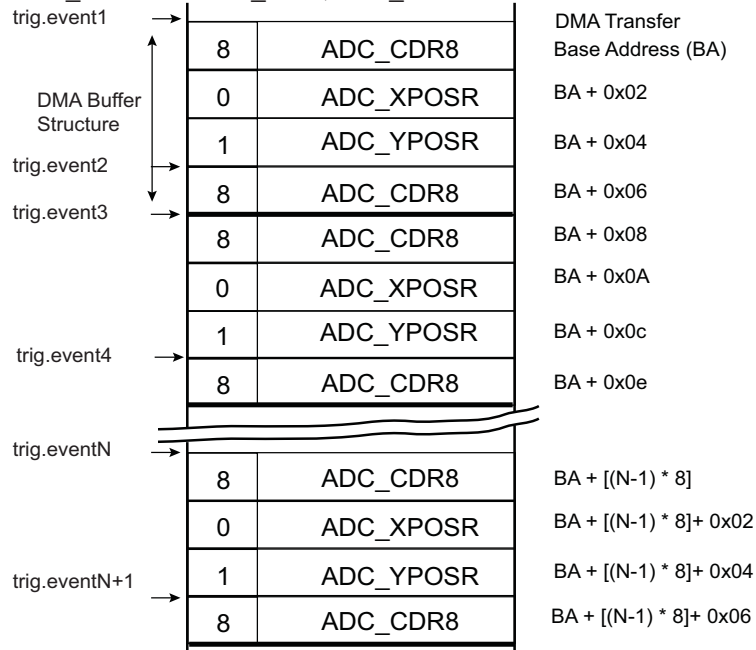 trig.event1
DMA Transfer
8 ADC_CDR8 Base Address (BA)
DMA Buffer
Structure
0 ADC_XPOSR BA + 0x02
1 ADC_YPOSR BA + 0x04
trig.event2
8 ADC_CDR8 BA + 0x06
trig.event3
8 ADC_CDR8 BA + 0x08
0 ADC_XPOSR BA + 0x0A
1 ADC_YPOSR BA + 0x0c
trig.event4
8 ADC_CDR8 BA + 0x0e
trig.eventN
8 ADC_CDR8 BA + [(N-1) * 8]
0 ADC_XPOSR BA + [(N-1) * 8]+ 0x02
1 ADC_YPOSR BA + [(N-1) * 8]+ 0x04
trig.eventN+1
8 ADC_CDR8 BA + [(N-1) * 8]+ 0x06